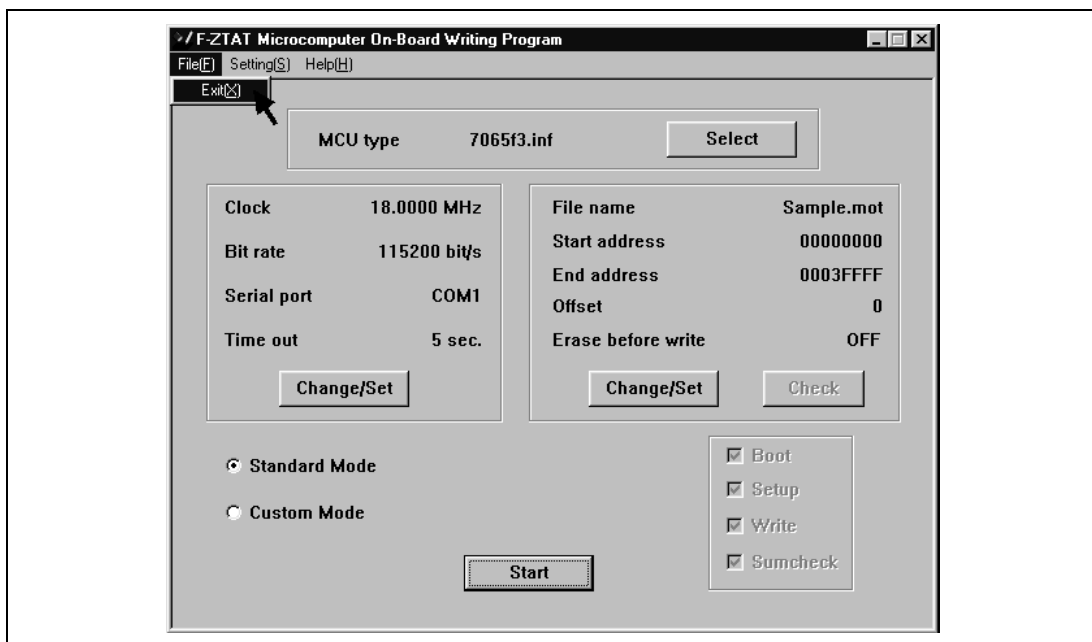 F-ZTAT Microcomputer On-Board Writing Program
File(F) Setting(S) Help(H)
Exit(X)
MCU type 7065f3.inf Select
Clock 18.0000 MHz
Bit rate 115200 bit/s
Serial port COM1
Time out 5 sec.
Change/Set
File name Sample.mot
Start address 00000000
End address 0003FFFF
Offset 0
Erase before write OFF
Change/Set Check
Standard Mode
Custom Mode
Boot
Setup
Write
Sumcheck
Start